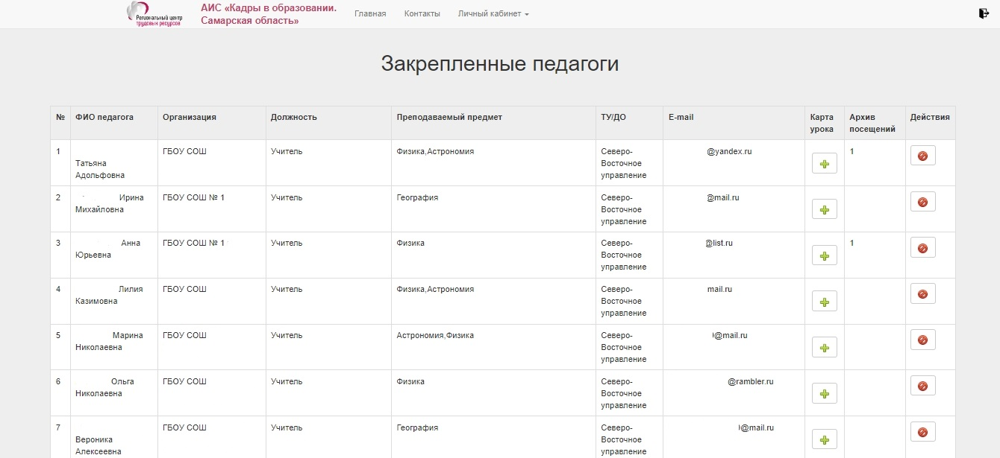 Региональный центр
трудовых ресурсов
АИС «Кадры в образовании.
Самарская область»
Главная Контакты Личный кабинет
Закрепленные педагоги
№ ФИО педагога Организация Должность Преподаваемый предмет ТУ/ДО E-mail Карта урока Архив посещений Действия
1 Татьяна Адольфовна ГБОУ СОШ Учитель Физика,Астрономия Северо-Восточное управление @yandex.ru 1
2 Ирина Михайловна ГБОУ СОШ № 1 Учитель География Северо-Восточное управление @mail.ru
3 Анна Юрьевна ГБОУ СОШ № 1 Учитель Физика Северо-Восточное управление @list.ru 1
4 Лилия Казимовна ГБОУ СОШ Учитель Физика,Астрономия Северо-Восточное управление mail.ru
5 Марина Николаевна ГБОУ СОШ Учитель Астрономия,Физика Северо-Восточное управление @mail.ru
6 Ольга Николаевна ГБОУ СОШ Учитель Физика Северо-Восточное управление @rambler.ru
7 Вероника Алексеевна ГБОУ СОШ Учитель География Северо-Восточное управление @mail.ru